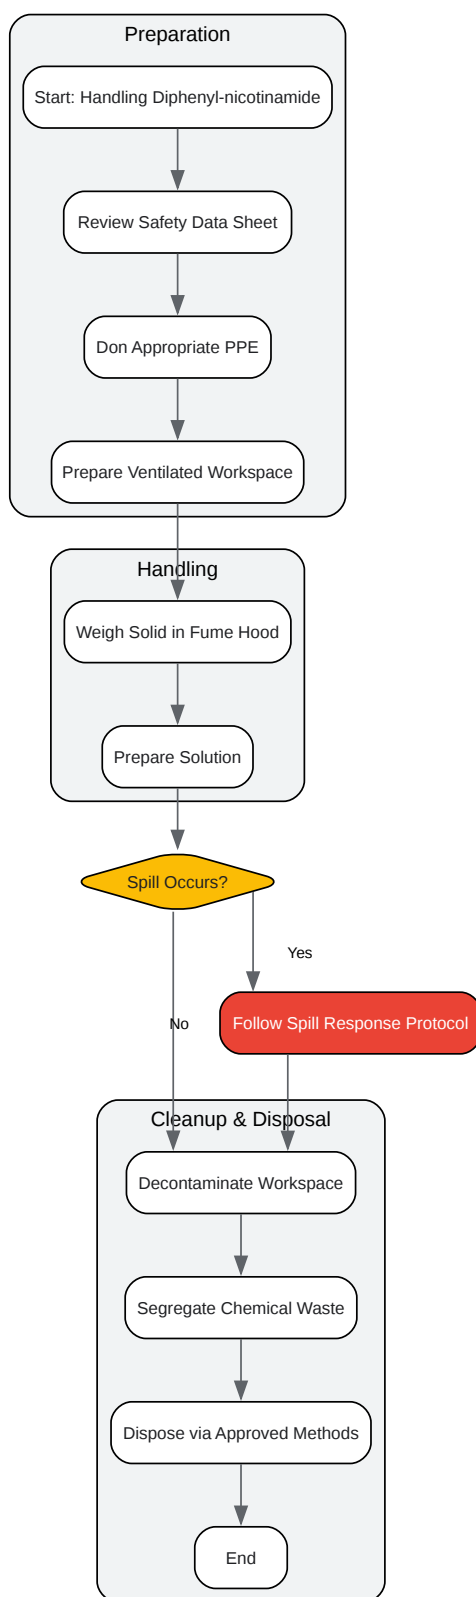 Preparation
Start: Handling Diphenyl-nicotinamide
Review Safety Data Sheet
Don Appropriate PPE
Prepare Ventilated Workspace
Handling
Weigh Solid in Fume Hood
Prepare Solution
Spill Occurs?
Yes
No
Follow Spill Response Protocol
Cleanup & Disposal
Decontaminate Workspace
Segregate Chemical Waste
Dispose via Approved Methods
End